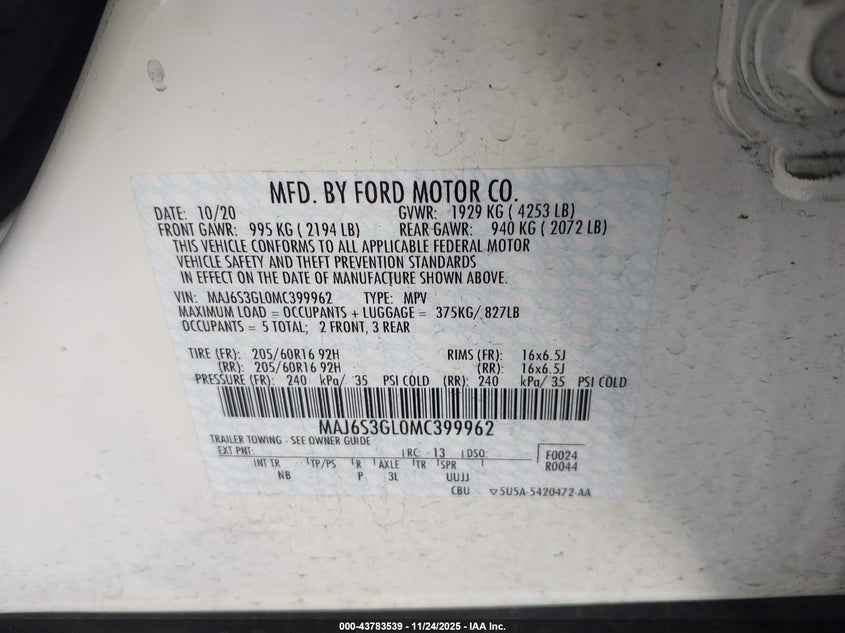 MFD. BY FORD MOTOR CO.
DATE: 10/20 GVWR: 1929 KG ( 4253 LB)
FRONT GAWR: 995 KG ( 2194 LB) REAR GAWR: 940 KG ( 2072 LB)
THIS VEHICLE CONFORMS TO ALL APPLICABLE FEDERAL MOTOR
VEHICLE SAFETY AND THEFT PREVENTION STANDARDS
IN EFFECT ON THE DATE OF MANUFACTURE SHOWN ABOVE.
VIN: MAJ6S3GL0MC399962 TYPE: MPV
MAXIMUM LOAD = OCCUPANTS + LUGGAGE = 375KG/ 827LB
OCCUPANTS = 5 TOTAL; 2 FRONT, 3 REAR
TIRE (FR): 205/60R16 92H RIMS (FR): 16x6.5J
(RR): 205/60R16 92H (RR): 16x6.5J
PRESSURE (FR): 240 kPa/ 35 PSI COLD (RR): 240 kPa/ 35 PSI COLD
MAJ6S3GL0MC399962
TRAILER TOWING - SEE OWNER GUIDE
EXT PNT: RC: 13 DSO: F0024
INT TR TP/PS R AXLE TR SPR R0044
NB P 3L UUJJ
CBU 5U5A-5420472-AA
000-43783539 - 11/24/2025 - IAA Inc.